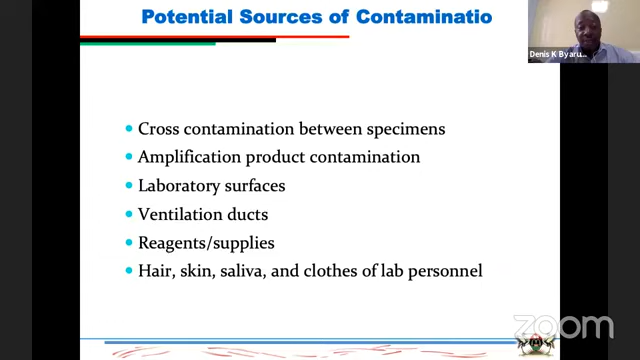 Potential Sources of Contaminatio
Denis K Byaru...
• Cross contamination between specimens
• Amplification product contamination
• Laboratory surfaces
• Ventilation ducts
• Reagents/supplies
• Hair, skin, saliva, and clothes of lab personnel
zoom